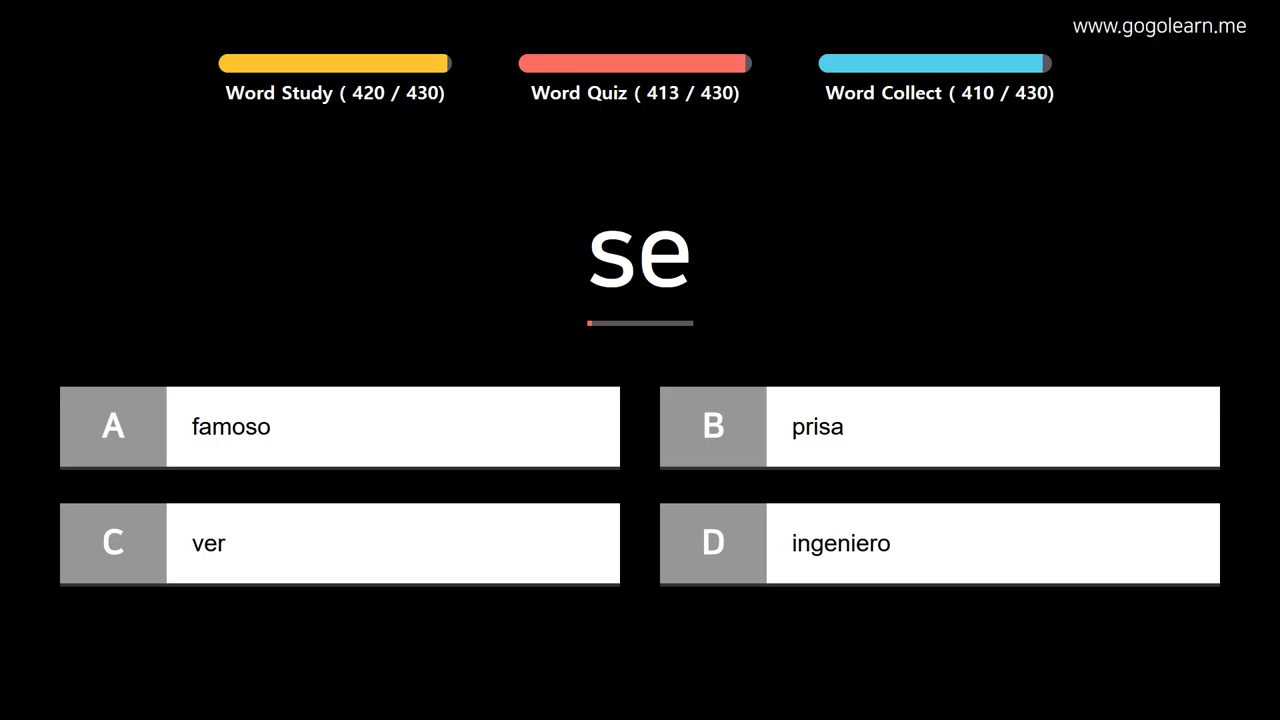 www.gogolearn.me
Word Study ( 420 / 430)
Word Quiz ( 413 / 430)
Word Collect ( 410 / 430)
se
A famoso
B prisa
C ver
D ingeniero